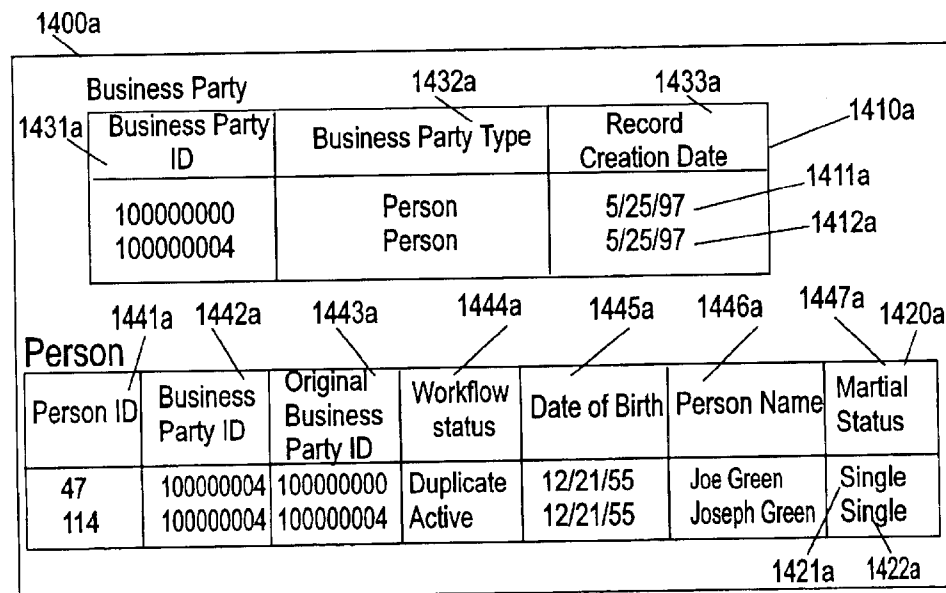 1400a
Business Party
1432a
1433a
1431a
Business Party ID
Business Party Type
Record Creation Date
1410a
100000000
Person
5/25/97
1411a
100000004
Person
5/25/97
1412a
1441a 1442a 1443a 1444a 1445a 1446a 1447a 1420a
Person
Person ID
Business Party ID
Original Business Party ID
Workflow status
Date of Birth
Person Name
Martial Status
47 100000004 100000000 Duplicate 12/21/55 Joe Green Single
114 100000004 100000004 Active 12/21/55 Joseph Green Single
1421a 1422a